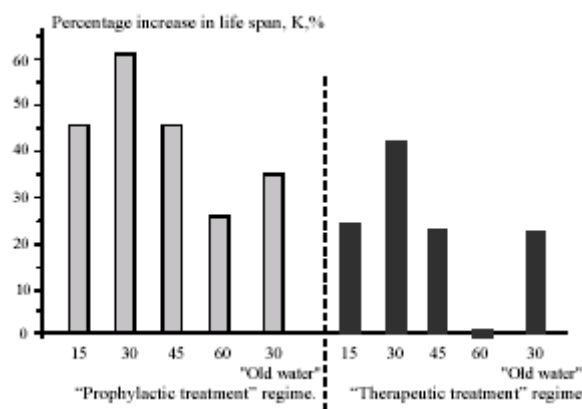 Percentage increase in life span, K,%
60
50
40
30
20
10
0
15 30 45 60 30 15 30 45 60 30
"Old water" "Old water"
“Prophylactic treatment” regime. “Therapeutic treatment” regime